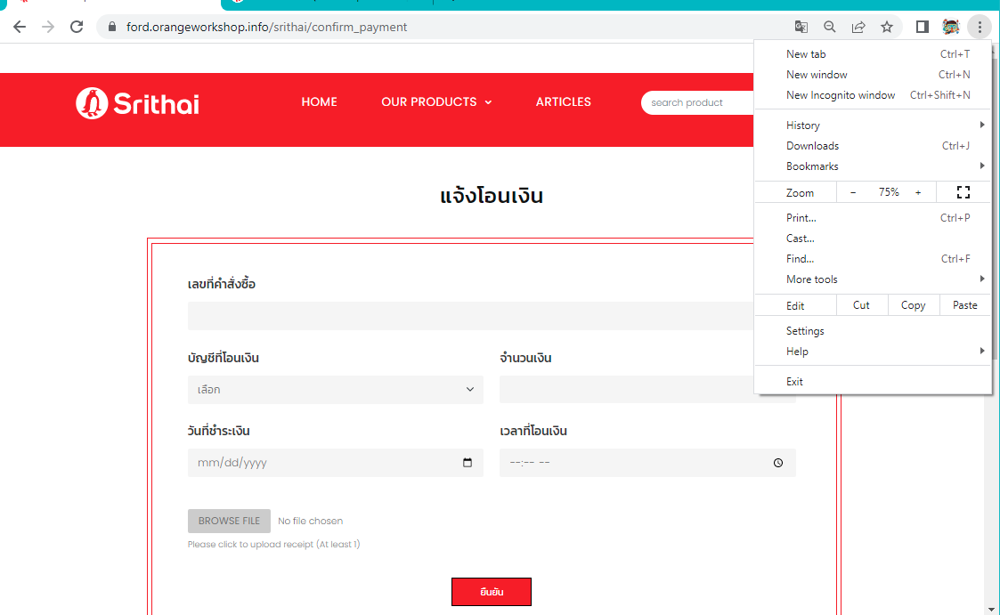 ford.orangeworkshop.info/srithai/confirm_payment
Srithai
HOME
OUR PRODUCTS
ARTICLES
search product
New tab Ctrl+T
New window Ctrl+N
New Incognito window Ctrl+Shift+N
History
Downloads Ctrl+J
Bookmarks
Zoom - 75% +
Print... Ctrl+P
Cast...
Find... Ctrl+F
More tools
Edit Cut Copy Paste
Settings
Help
Exit
แจ้งโอนเงิน
เลขที่คำสั่งซื้อ
บัญชีที่โอนเงิน
เลือก
จำนวนเงิน
วันที่ชำระเงิน
mm/dd/yyyy
เวลาที่โอนเงิน
--:-- --
BROWSE FILE No file chosen
Please click to upload receipt (At least 1)
ยืนยัน